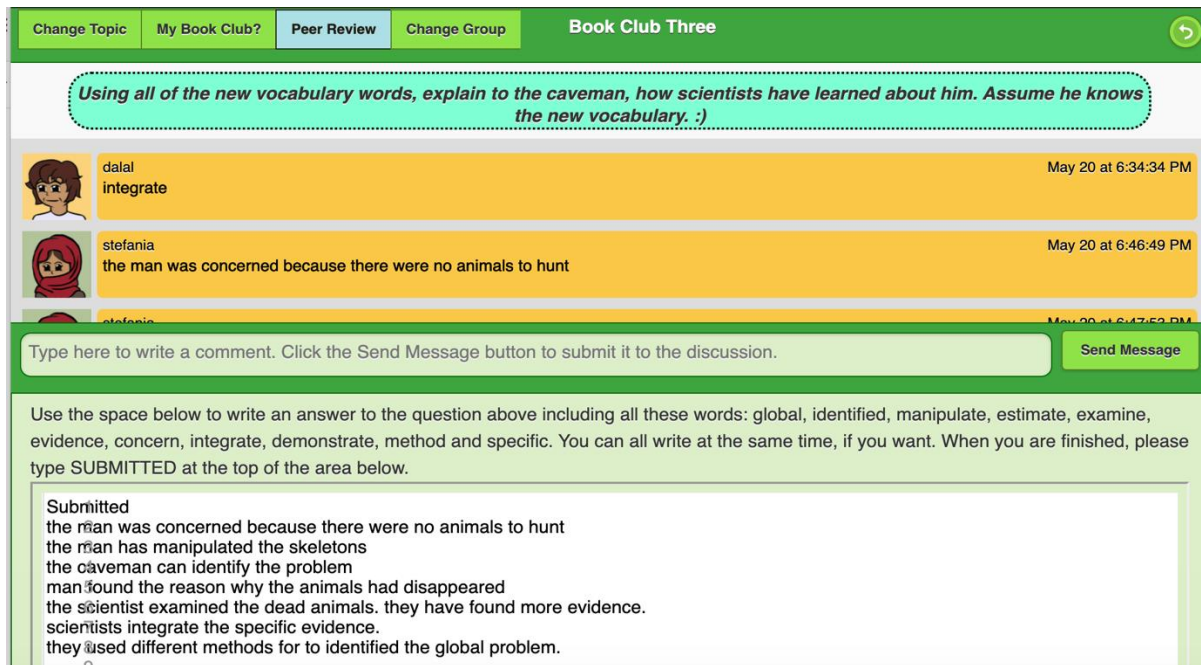 Change Topic My Book Club? Peer Review Change Group Book Club Three
Using all of the new vocabulary words, explain to the caveman, how scientists have learned about him. Assume he knows
the new vocabulary. :)
dalal May 20 at 6:34:34 PM
integrate
stefania May 20 at 6:46:49 PM
the man was concerned because there were no animals to hunt
stefania May 20 at 6:47:53 PM
Type here to write a comment. Click the Send Message button to submit it to the discussion. Send Message
Use the space below to write an answer to the question above including all these words: global, identified, manipulate, estimate, examine,
evidence, concern, integrate, demonstrate, method and specific. You can all write at the same time, if you want. When you are finished, please
type SUBMITTED at the top of the area below.
Submitted
the man was concerned because there were no animals to hunt
the man has manipulated the skeletons
the caveman can identify the problem
man found the reason why the animals had disappeared
the scientist examined the dead animals. they have found more evidence.
scientists integrate the specific evidence.
they used different methods for to identified the global problem.